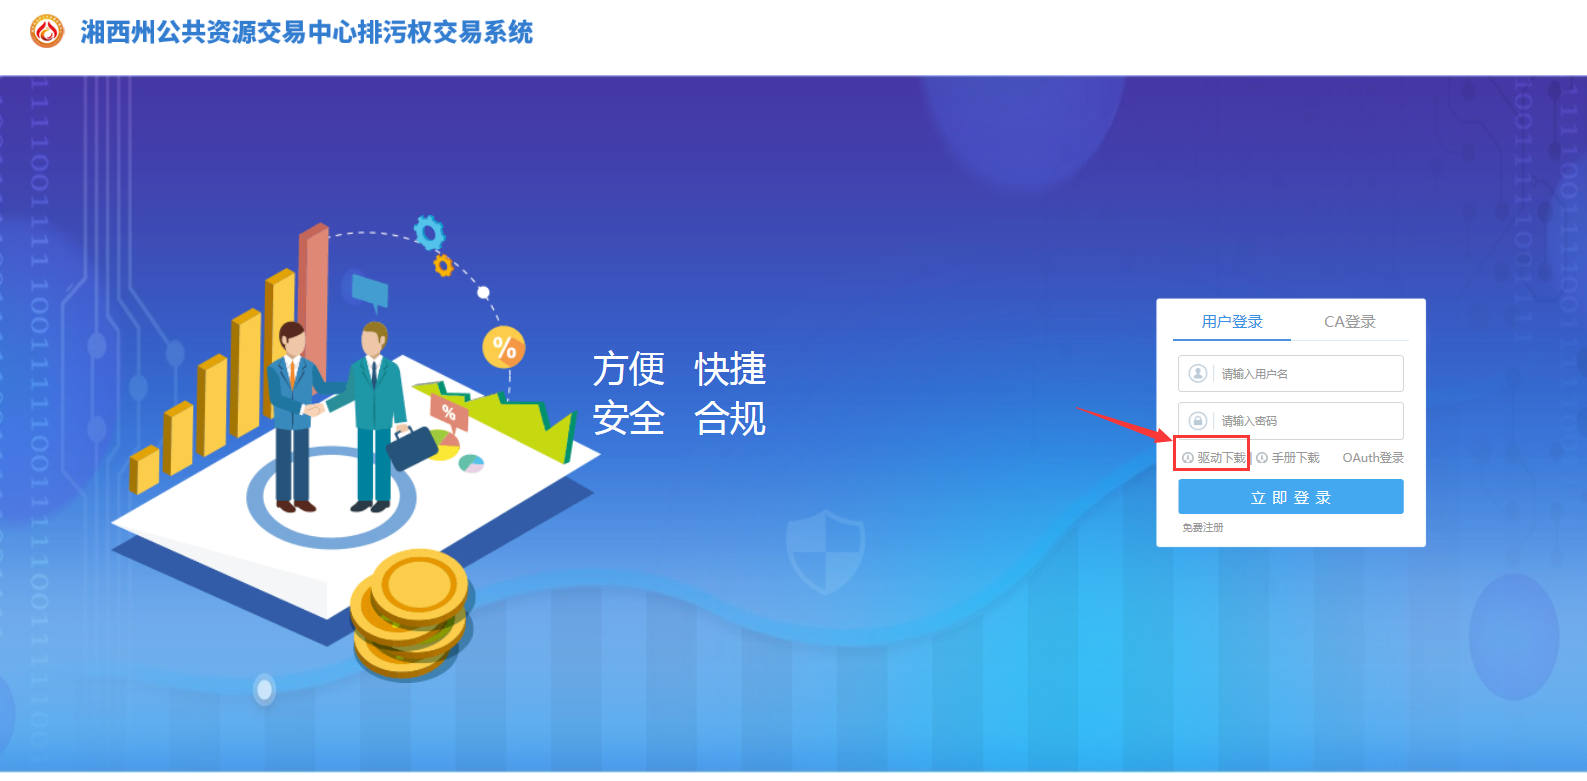 湘西州公共资源交易中心排污权交易系统
用户登录 CA登录
%
方便 快捷
请输入用户名
%
安全 合规
请输入密码
驱动下载 手册下载 OAuth登录
立即登录
免费注册